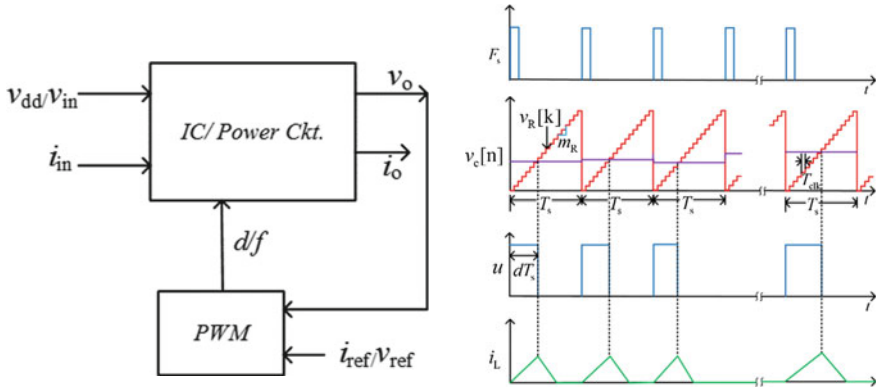 v_dd/v_in
i_in
IC/ Power Ckt.
v_o
i_o
d/f
PWM
i_ref/v_ref
F_s
t
v_R[k]
m_R
v_c[n]
T_clk
t
T_s
T_s
T_s
T_s
u
dT_s
t
i_L
t